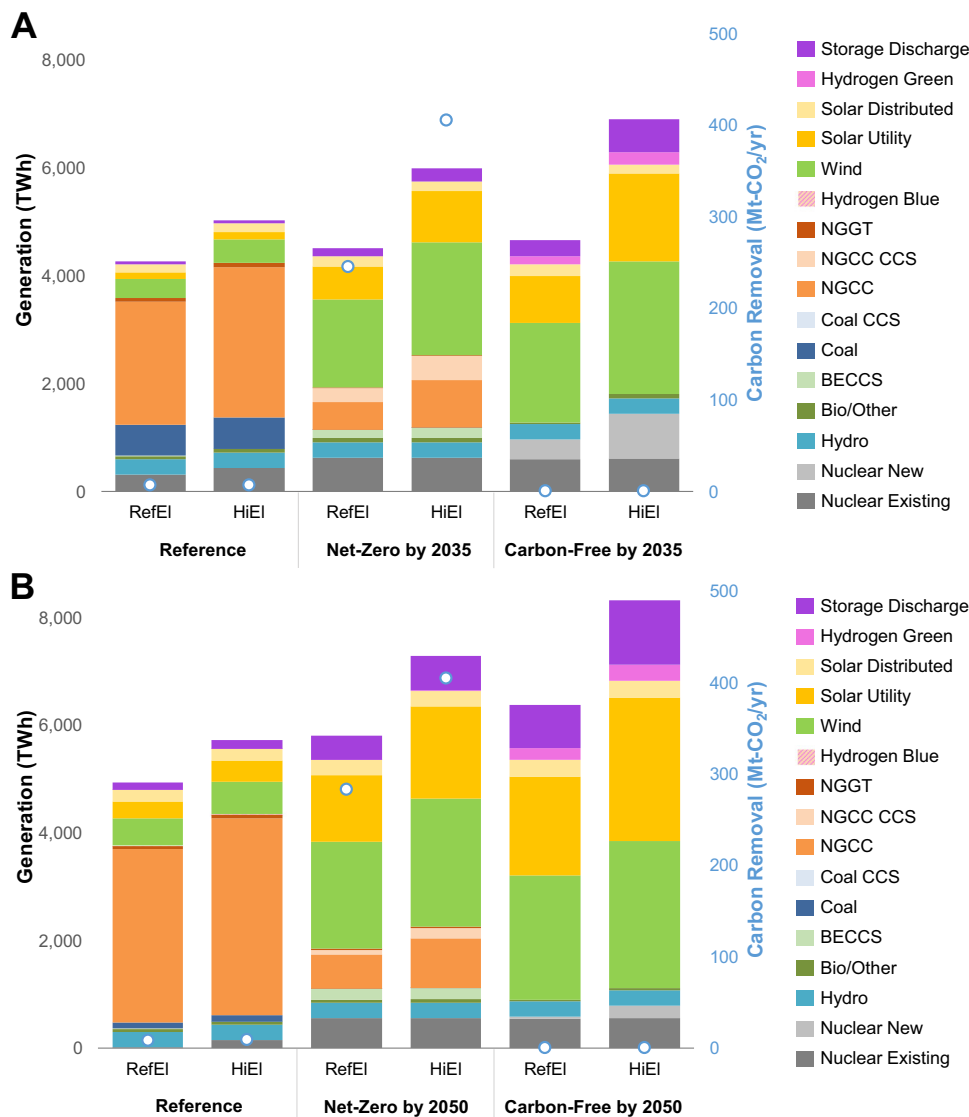 A
8,000
6,000
4,000
2,000
0
Generation (TWh)
500
400
300
200
100
0
Carbon Removal (Mt-CO₂/yr)
RefEl
HiEl
RefEl
HiEl
RefEl
HiEl
Reference
Net-Zero by 2035
Carbon-Free by 2035
Storage Discharge
Hydrogen Green
Solar Distributed
Solar Utility
Wind
Hydrogen Blue
NGGT
NGCC CCS
NGCC
Coal CCS
Coal
BECCS
Bio/Other
Hydro
Nuclear New
Nuclear Existing
B
8,000
6,000
4,000
2,000
0
Generation (TWh)
500
400
300
200
100
0
Carbon Removal (Mt-CO₂/yr)
RefEl
HiEl
RefEl
HiEl
RefEl
HiEl
Reference
Net-Zero by 2050
Carbon-Free by 2050
Storage Discharge
Hydrogen Green
Solar Distributed
Solar Utility
Wind
Hydrogen Blue
NGGT
NGCC CCS
NGCC
Coal CCS
Coal
BECCS
Bio/Other
Hydro
Nuclear New
Nuclear Existing